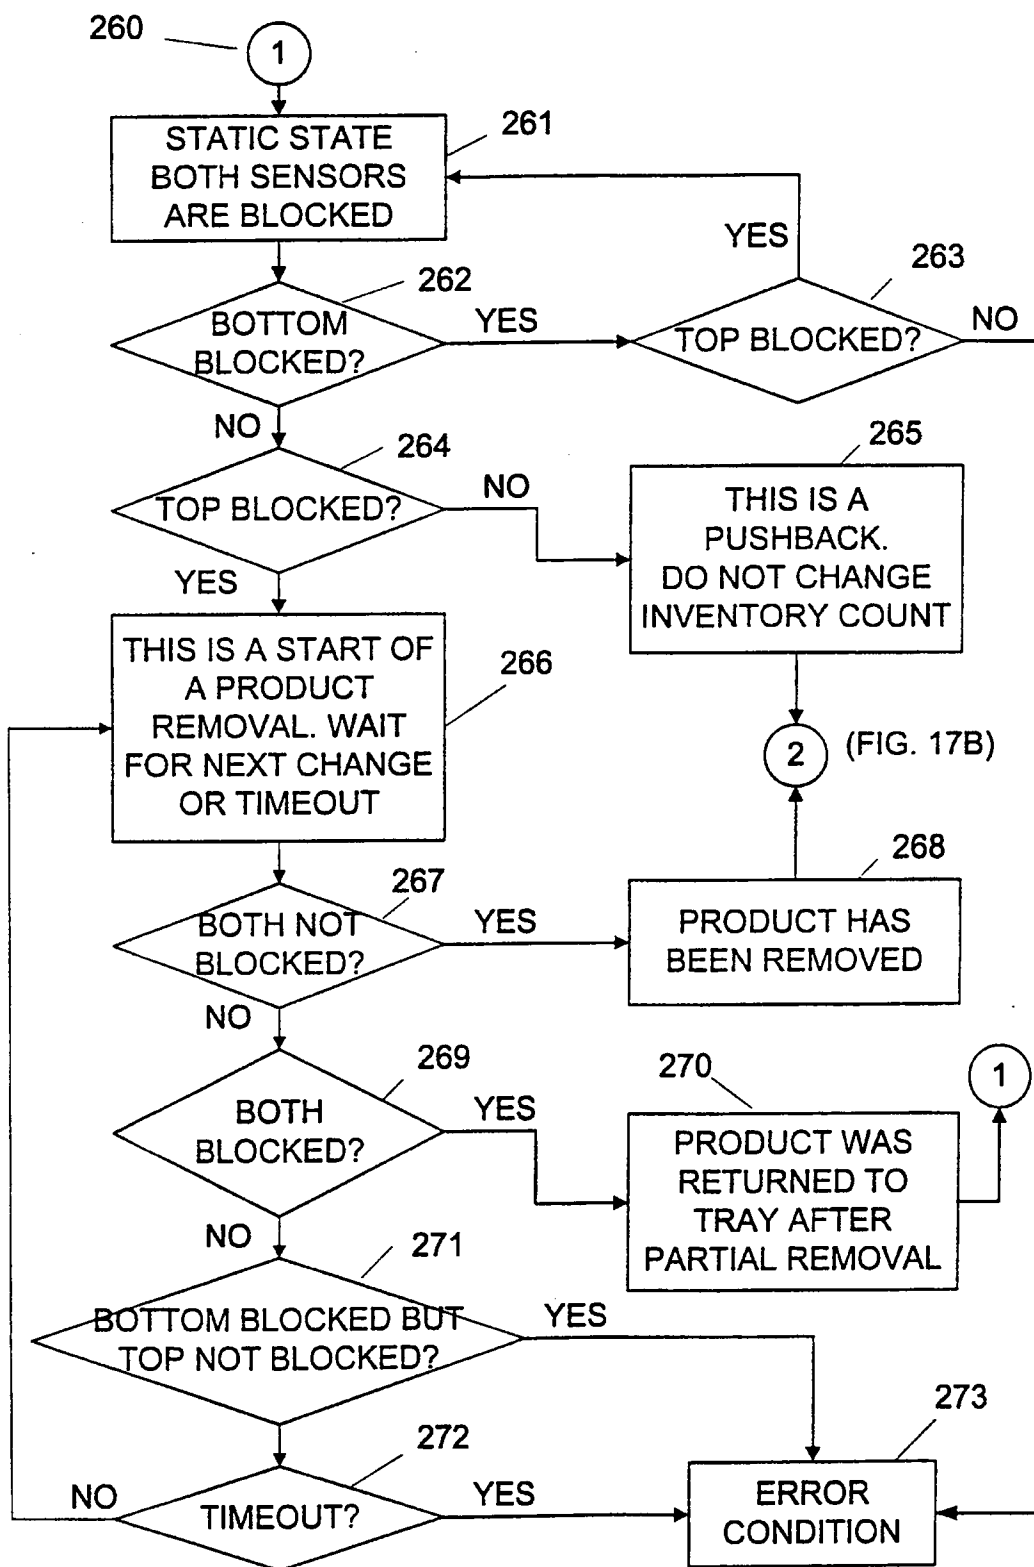 260
1
STATIC STATE
BOTH SENSORS
ARE BLOCKED
261
262
BOTTOM
BLOCKED?
YES
YES
263
TOP BLOCKED?
NO
NO
264
TOP BLOCKED?
NO
265
THIS IS A
PUSHBACK.
DO NOT CHANGE
INVENTORY COUNT
YES
THIS IS A START OF
A PRODUCT
REMOVAL. WAIT
FOR NEXT CHANGE
OR TIMEOUT
266
2
(FIG. 17B)
267
BOTH NOT
BLOCKED?
YES
268
PRODUCT HAS
BEEN REMOVED
NO
269
BOTH
BLOCKED?
YES
270
PRODUCT WAS
RETURNED TO
TRAY AFTER
PARTIAL REMOVAL
1
NO
271
BOTTOM BLOCKED BUT
TOP NOT BLOCKED?
YES
272
TIMEOUT?
NO
YES
273
ERROR
CONDITION